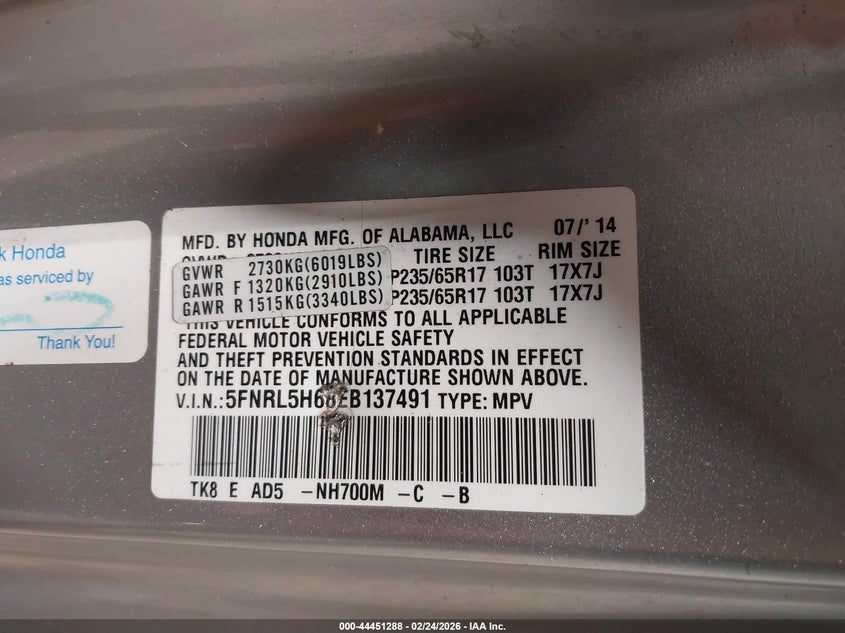 MFD. BY HONDA MFG. OF ALABAMA, LLC 07/' 14
TIRE SIZE RIM SIZE
GVWR 2730KG(6019LBS)
GAWR F 1320KG(2910LBS) P235/65R17 103T 17X7J
GAWR R 1515KG(3340LBS) P235/65R17 103T 17X7J
THIS VEHICLE CONFORMS TO ALL APPLICABLE
FEDERAL MOTOR VEHICLE SAFETY
AND THEFT PREVENTION STANDARDS IN EFFECT
ON THE DATE OF MANUFACTURE SHOWN ABOVE.
V.I.N.:5FNRL5H68EB137491 TYPE: MPV
TK8 E AD5 -NH700M -C -B
k Honda
as serviced by
Thank You!
000-44451288 - 02/24/2026 - IAA Inc.